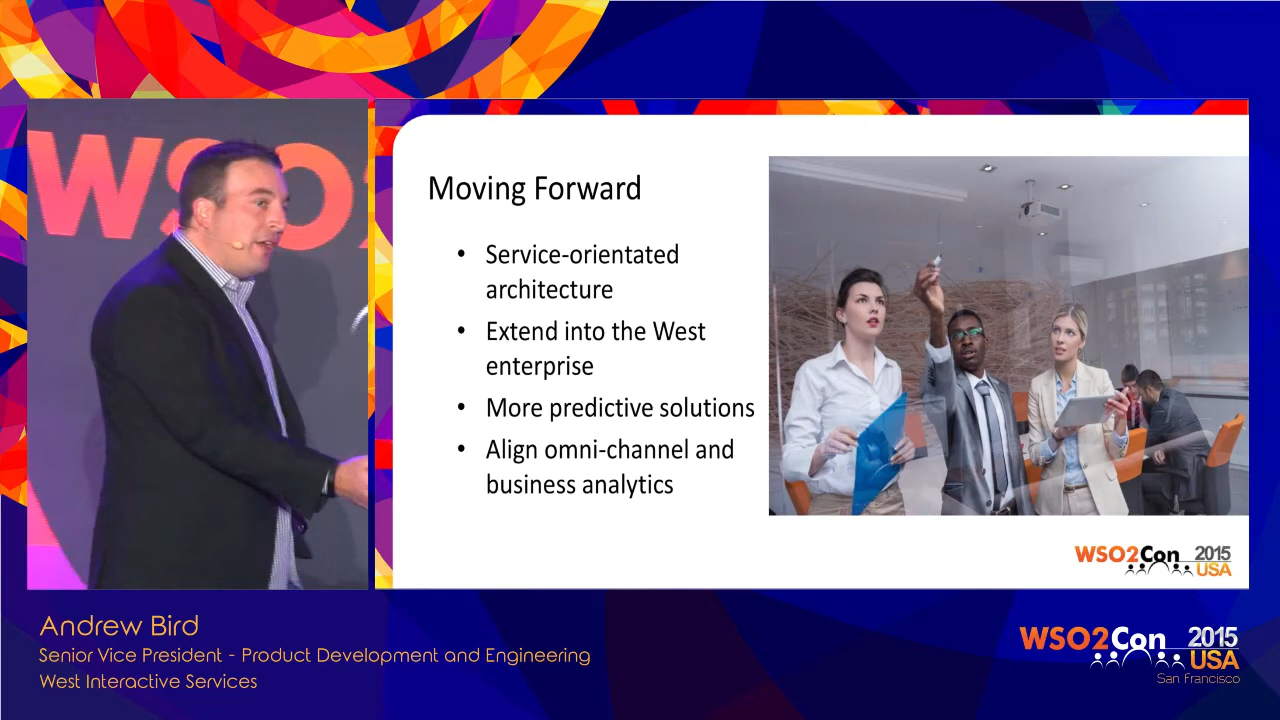 WSO2
Moving Forward
• Service-orientated
architecture
• Extend into the West
enterprise
• More predictive solutions
• Align omni-channel and
business analytics
WSO2Con 2015
USA
Andrew Bird
Senior Vice President - Product Development and Engineering
West Interactive Services
WSO2Con 2015
USA
San Francisco